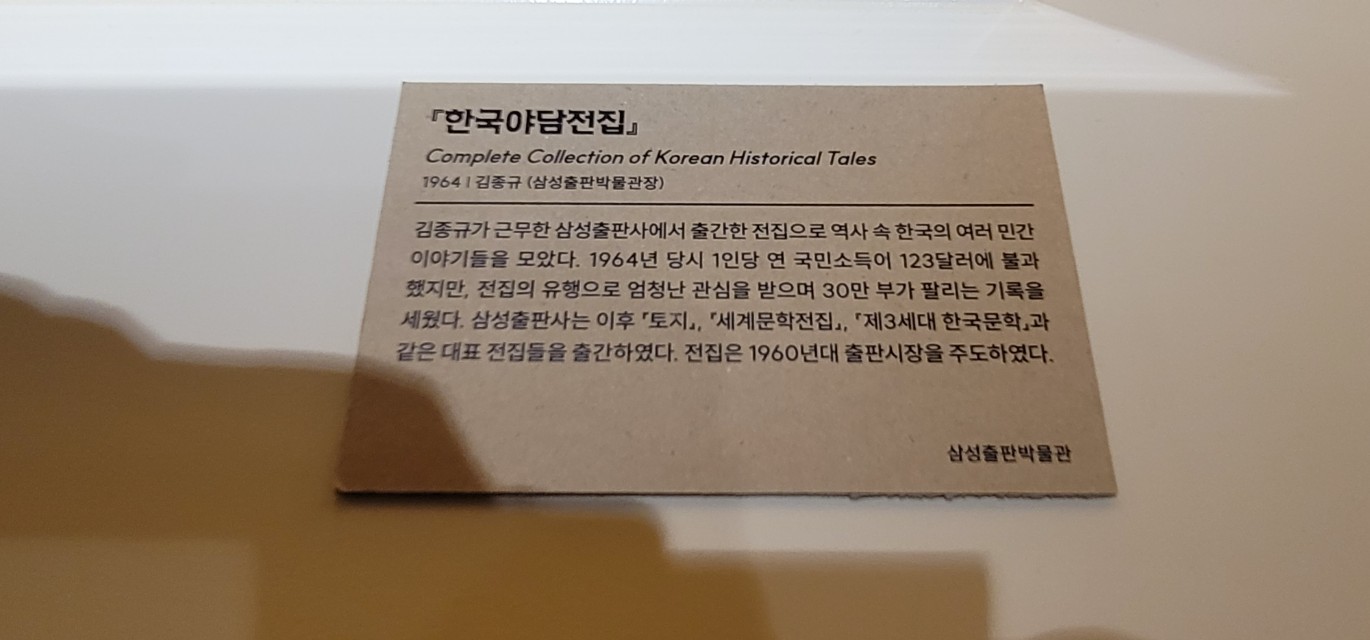 『한국야담전집』
Complete Collection of Korean Historical Tales
1964 | 김종규 (삼성출판박물관장)
김종규가 근무한 삼성출판사에서 출간한 전집으로 역사 속 한국의 여러 민간
이야기들을 모았다. 1964년 당시 1인당 연 국민소득이 123달러에 불과
했지만, 전집의 유행으로 엄청난 관심을 받으며 30만 부가 팔리는 기록을
세웠다. 삼성출판사는 이후 『토지』, 『세계문학전집』, 『제3세대 한국문학』과
같은 대표 전집들을 출간하였다. 전집은 1960년대 출판시장을 주도하였다.
삼성출판박물관